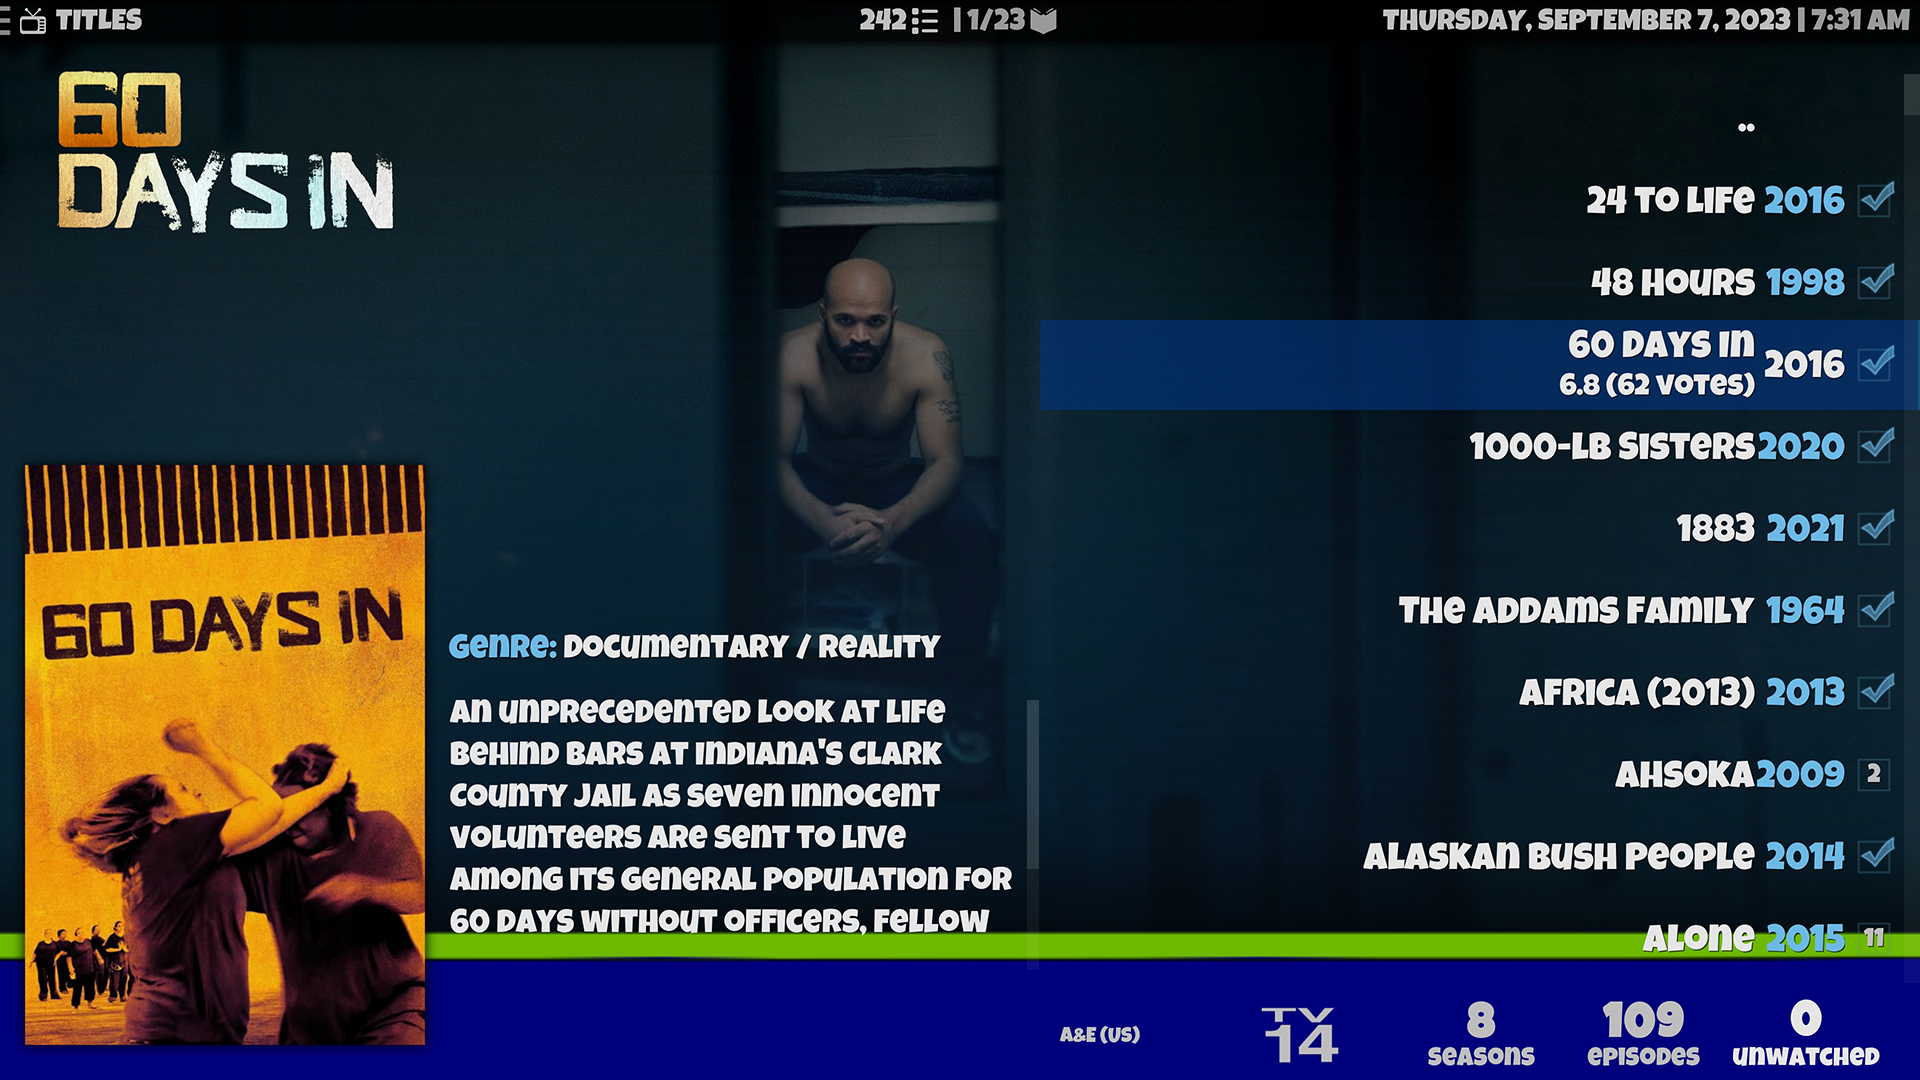 TITLES
242 | 1/23
THURSDAY, SEPTEMBER 7, 2023 | 7:31 AM
60
DAYS IN
..
24 TO LIFE 2016
48 HOURS 1998
60 DAYS IN 2016
6.8 (62 VOTES)
1000-LB SISTERS 2020
1883 2021
THE ADDAMS FAMILY 1964
AFRICA (2013) 2013
AHSOKA 2009 2
ALASKAN BUSH PEOPLE 2014
ALONE 2015 11
60 DAYS IN
GENRE: DOCUMENTARY / REALITY
AN UNPRECEDENTED LOOK AT LIFE
BEHIND BARS AT INDIANA'S CLARK
COUNTY JAIL AS SEVEN INNOCENT
VOLUNTEERS ARE SENT TO LIVE
AMONG ITS GENERAL POPULATION FOR
60 DAYS WITHOUT OFFICERS, FELLOW
A&E (US)
TV
14
8
SEASONS
109
EPISODES
0
UNWATCHED